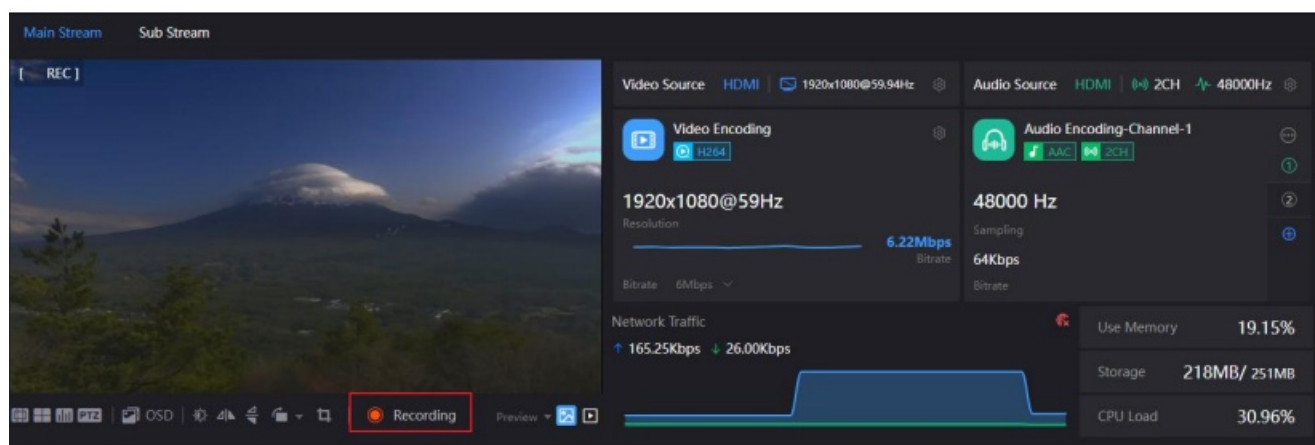 Main Stream Sub Stream
[ REC ]
Video Source HDMI 1920x1080@59.94Hz
Audio Source HDMI 2CH 48000Hz
Video Encoding
H264
1920x1080@59Hz
Resolution
6.22Mbps
Bitrate
Bitrate 6Mbps
Audio Encoding-Channel-1
AAC 2CH
48000 Hz
Sampling
64Kbps
Bitrate
1
2
Network Traffic
165.25Kbps 26.00Kbps
Use Memory 19.15%
Storage 218MB/ 251MB
CPU Load 30.96%
PTZ OSD Recording Preview